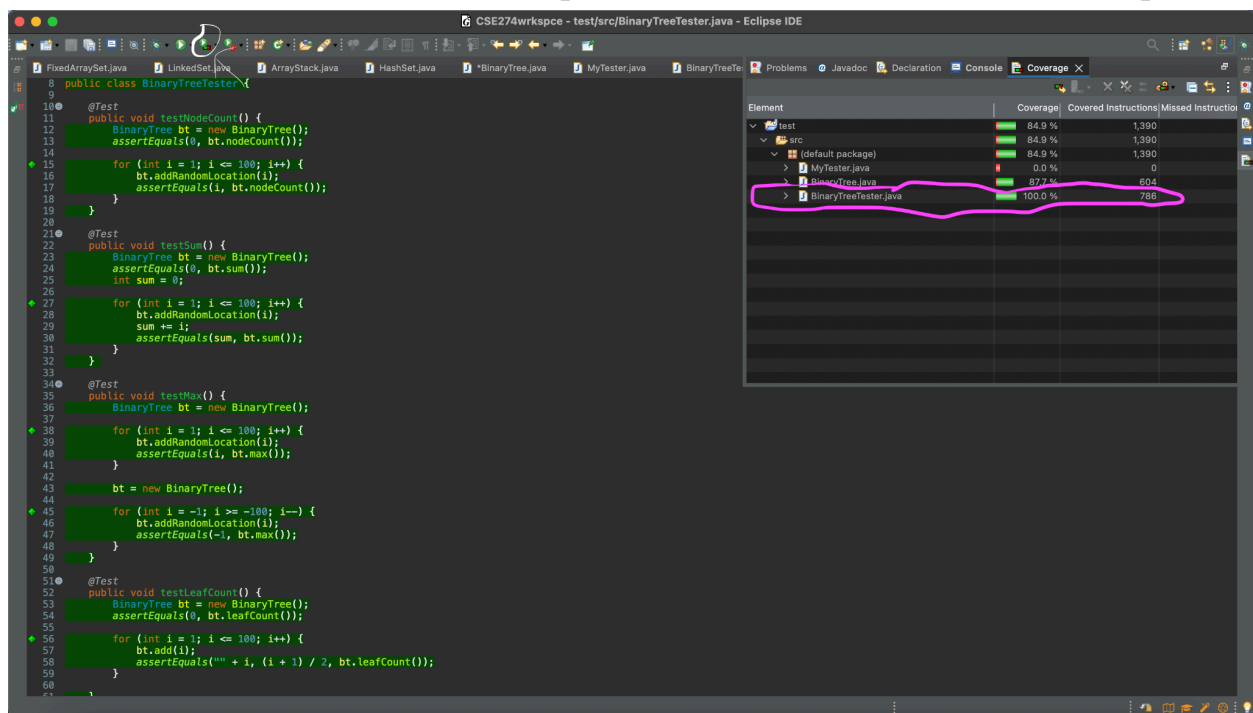 CSE274wrkspce - test/src/BinaryTreeTester.java - Eclipse IDE
FixedArraySet.java LinkedSet.java ArrayStack.java HashSet.java *BinaryTree.java MyTester.java BinaryTreeTe
Problems Javadoc Declaration Console Coverage
8 public class BinaryTreeTester {
9
10 @Test
11 public void testNodeCount() {
12 BinaryTree bt = new BinaryTree();
13 assertEquals(0, bt.nodeCount());
14
15 for (int i = 1; i <= 100; i++) {
16 bt.addRandomLocation(i);
17 assertEquals(i, bt.nodeCount());
18 }
19 }
20
21 @Test
22 public void testSum() {
23 BinaryTree bt = new BinaryTree();
24 assertEquals(0, bt.sum());
25 int sum = 0;
26
27 for (int i = 1; i <= 100; i++) {
28 bt.addRandomLocation(i);
29 sum += i;
30 assertEquals(sum, bt.sum());
31 }
32 }
33
34 @Test
35 public void testMax() {
36 BinaryTree bt = new BinaryTree();
37
38 for (int i = 1; i <= 100; i++) {
39 bt.addRandomLocation(i);
40 assertEquals(i, bt.max());
41 }
42
43 bt = new BinaryTree();
44
45 for (int i = -1; i >= -100; i--) {
46 bt.addRandomLocation(i);
47 assertEquals(-1, bt.max());
48 }
49 }
50
51 @Test
52 public void testLeafCount() {
53 BinaryTree bt = new BinaryTree();
54 assertEquals(0, bt.leafCount());
55
56 for (int i = 1; i <= 100; i++) {
57 bt.add(i);
58 assertEquals("" + i, (i + 1) / 2, bt.leafCount());
59 }
60
61 }
Element Coverage Covered Instructions Missed Instruction
test 84.9 % 1,390
src 84.9 % 1,390
(default package) 84.9 % 1,390
MyTester.java 0.0 % 0
BinaryTree.java 87.7 % 604
BinaryTreeTester.java 100.0 % 786